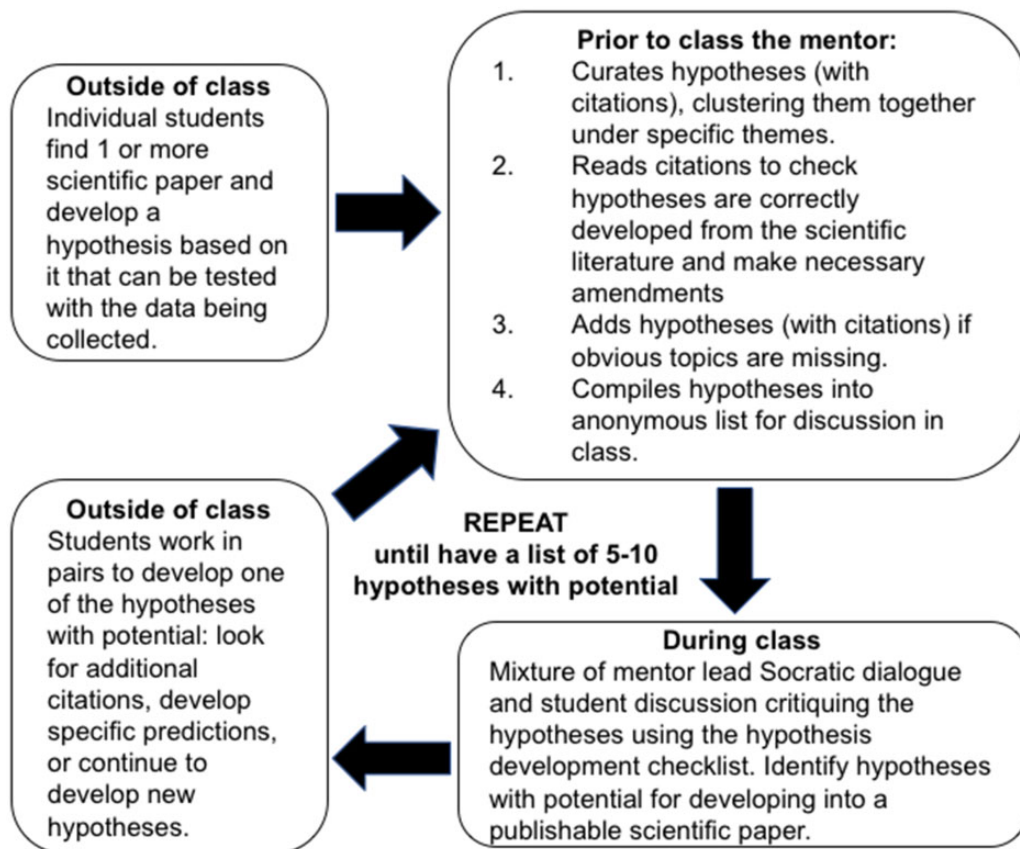 Outside of class
Individual students
find 1 or more
scientific paper and
develop a
hypothesis based on
it that can be tested
with the data being
collected.
Prior to class the mentor:
1. Curates hypotheses (with
citations), clustering them together
under specific themes.
2. Reads citations to check
hypotheses are correctly
developed from the scientific
literature and make necessary
amendments
3. Adds hypotheses (with citations) if
obvious topics are missing.
4. Compiles hypotheses into
anonymous list for discussion in
class.
REPEAT
until have a list of 5-10
hypotheses with potential
During class
Mixture of mentor lead Socratic dialogue
and student discussion critiquing the
hypotheses using the hypothesis
development checklist. Identify hypotheses
with potential for developing into a
publishable scientific paper.
Outside of class
Students work in
pairs to develop one
of the hypotheses
with potential: look
for additional
citations, develop
specific predictions,
or continue to
develop new
hypotheses.